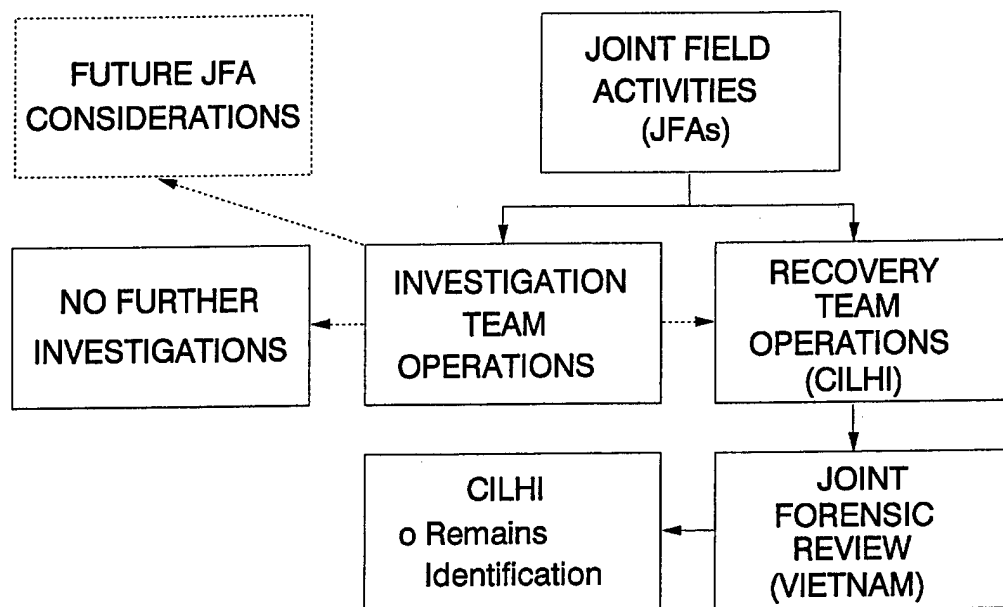 FUTURE JFA
CONSIDERATIONS
JOINT FIELD
ACTIVITIES
(JFAs)
NO FURTHER
INVESTIGATIONS
INVESTIGATION
TEAM
OPERATIONS
RECOVERY
TEAM
OPERATIONS
(CILHI)
CILHI
o Remains
Identification
JOINT
FORENSIC
REVIEW
(VIETNAM)